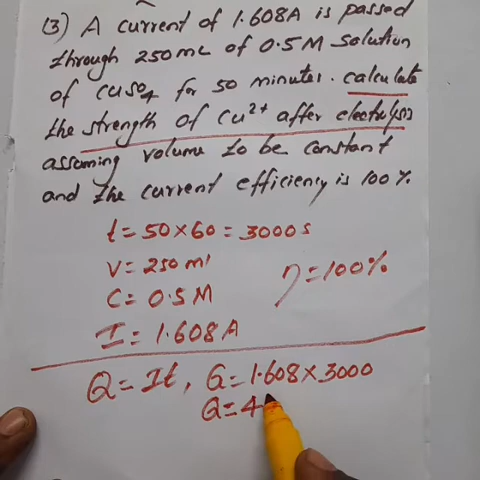 (3) A current of 1.608A is passed
through 250 mL of 0.5M solution
of CuSO4 for 50 minutes. calculate
the strength of Cu²⁺ after electrolysis
assuming volume to be constant
and the current efficiency is 100%.
t = 50×60 = 3000 s
V = 250 ml
η = 100%
C = 0.5 M
I = 1.608 A
Q = It, Q = 1.608 × 3000
Q = 4